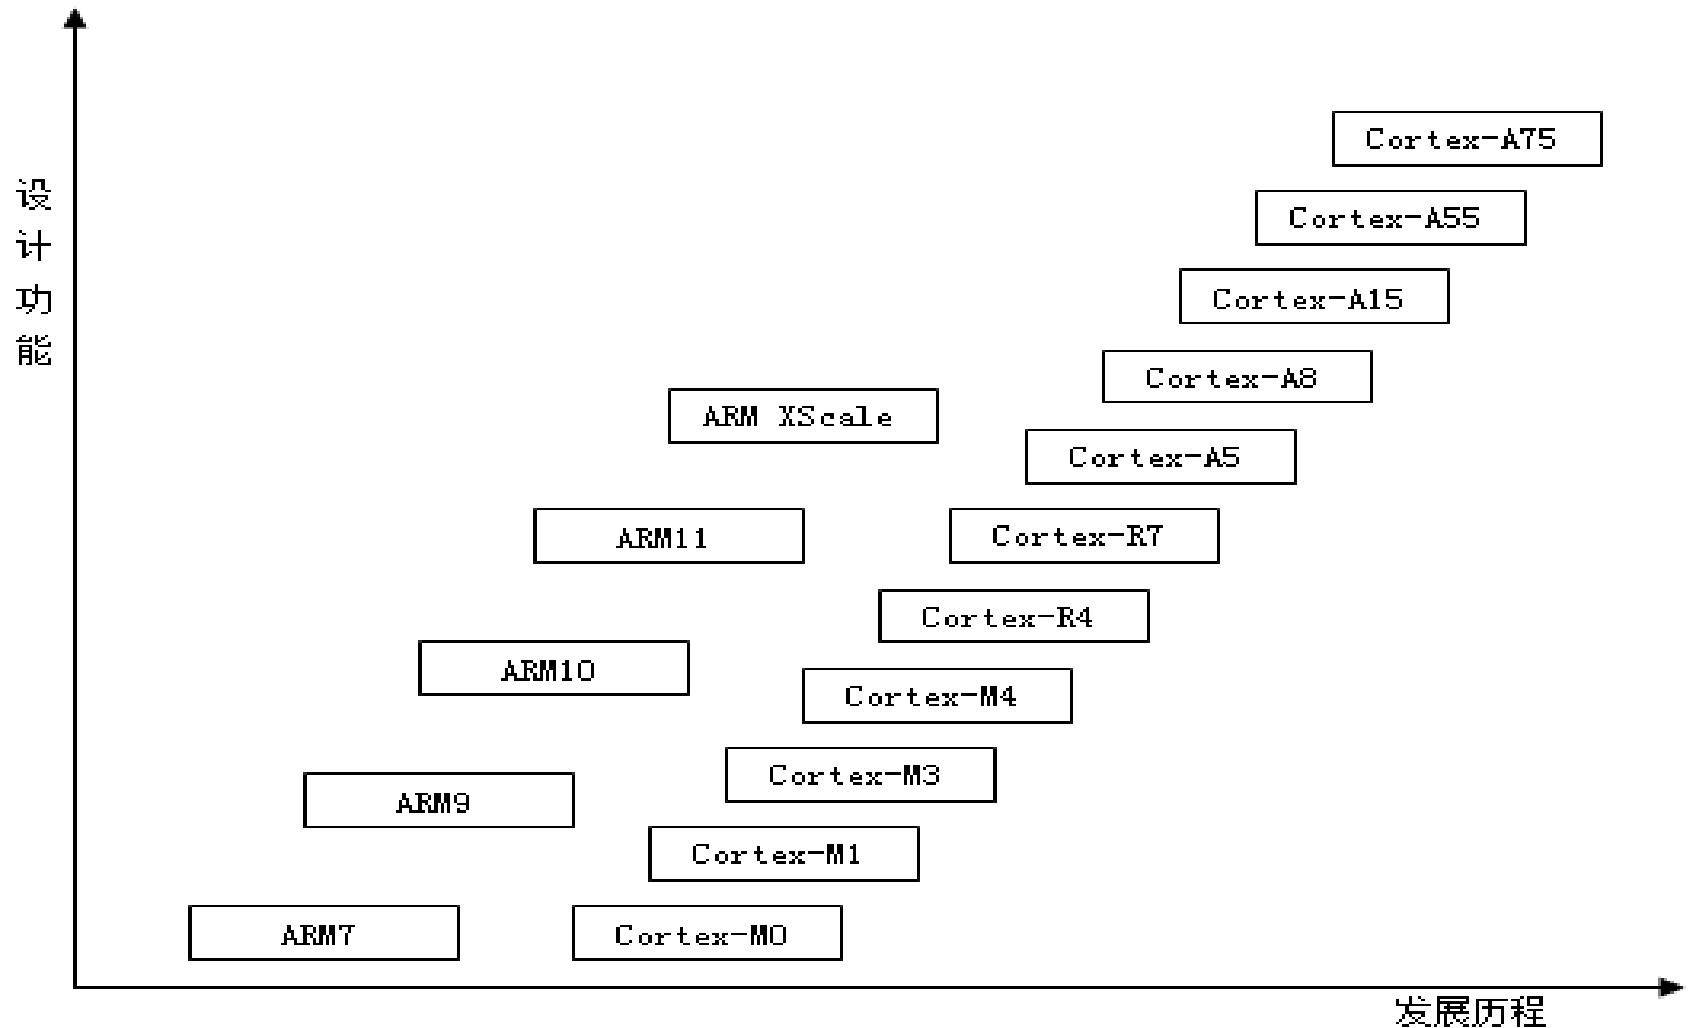 设计功能
Cortex-A75
Cortex-A55
Cortex-A15
Cortex-A8
ARM XScale
Cortex-A5
ARM11
Cortex-R7
Cortex-R4
ARM10
Cortex-M4
Cortex-M3
ARM9
Cortex-M1
ARM7
Cortex-M0
发展历程